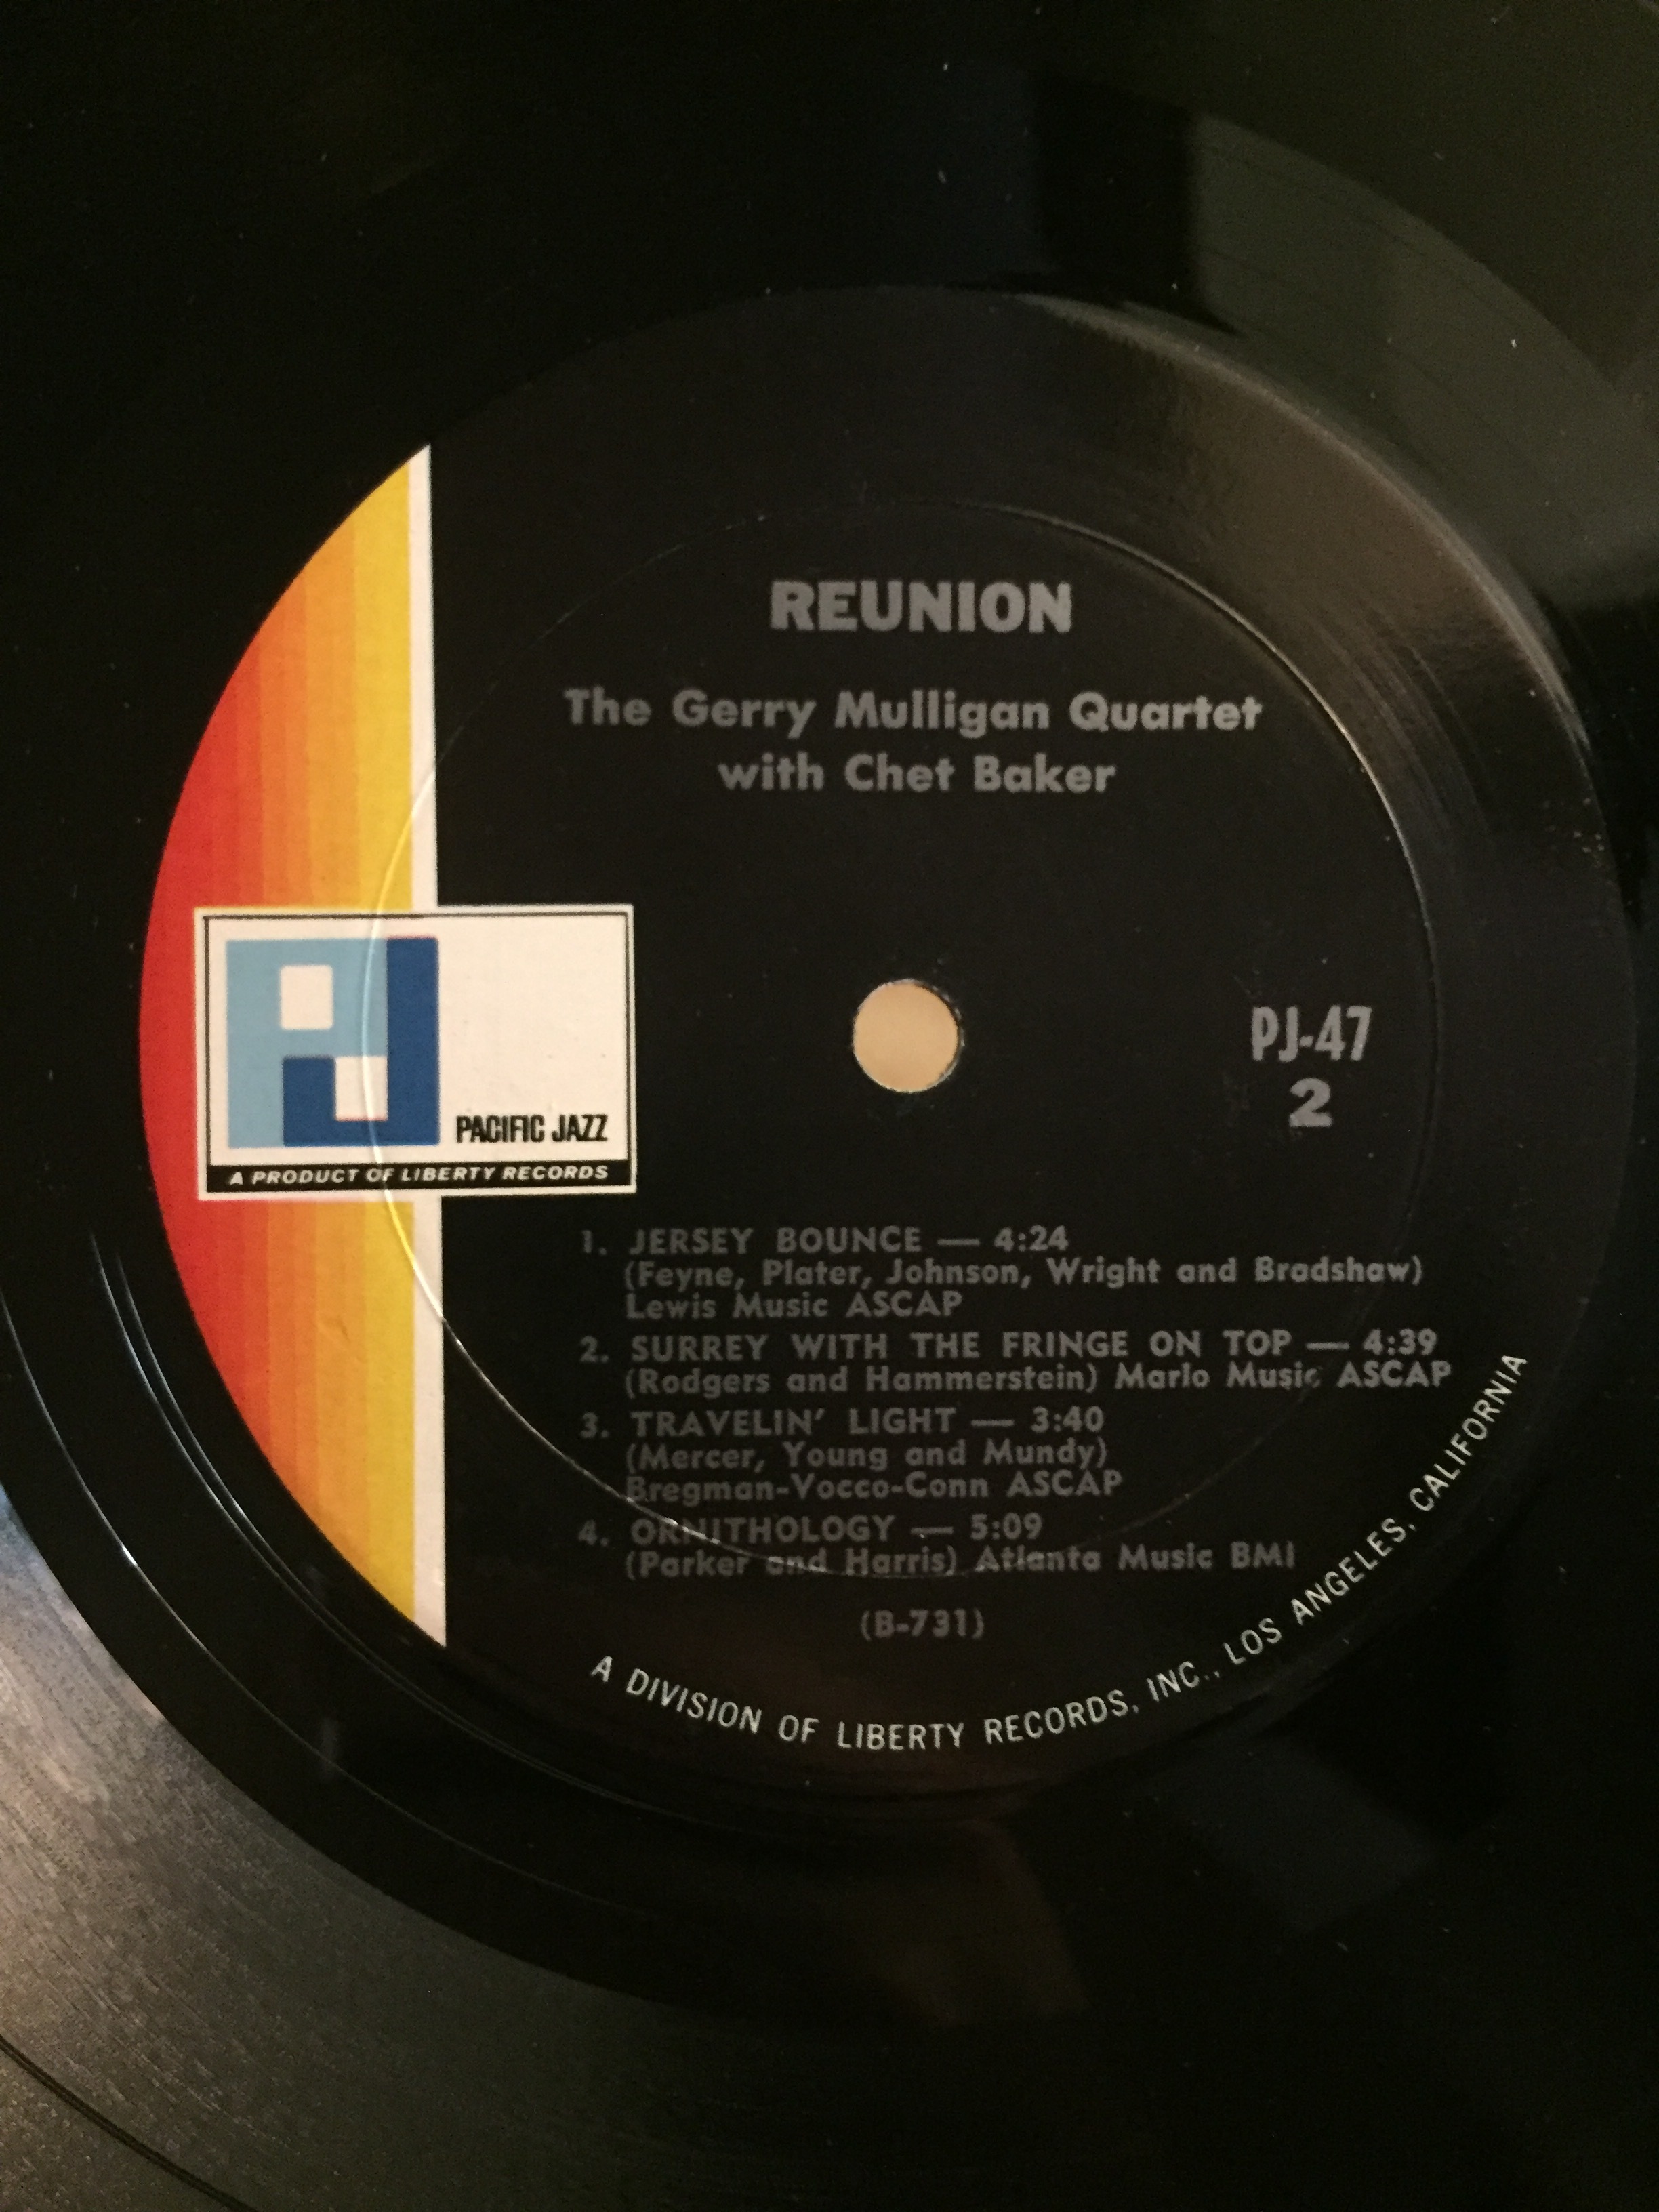 REUNION
The Gerry Mulligan Quartet
with Chet Baker
PJ
PACIFIC JAZZ
A PRODUCT OF LIBERTY RECORDS
PJ-47
2
1. JERSEY BOUNCE — 4:24
(Feyne, Plater, Johnson, Wright and Bradshaw)
Lewis Music ASCAP
2. SURREY WITH THE FRINGE ON TOP — 4:39
(Rodgers and Hammerstein) Marlo Music ASCAP
3. TRAVELIN' LIGHT — 3:40
(Mercer, Young and Mundy)
Bregman-Vocco-Conn ASCAP
4. ORNITHOLOGY — 5:09
(Parker and Harris) Atlanta Music BMI
(B-731)
A DIVISION OF LIBERTY RECORDS, INC., LOS ANGELES, CALIFORNIA